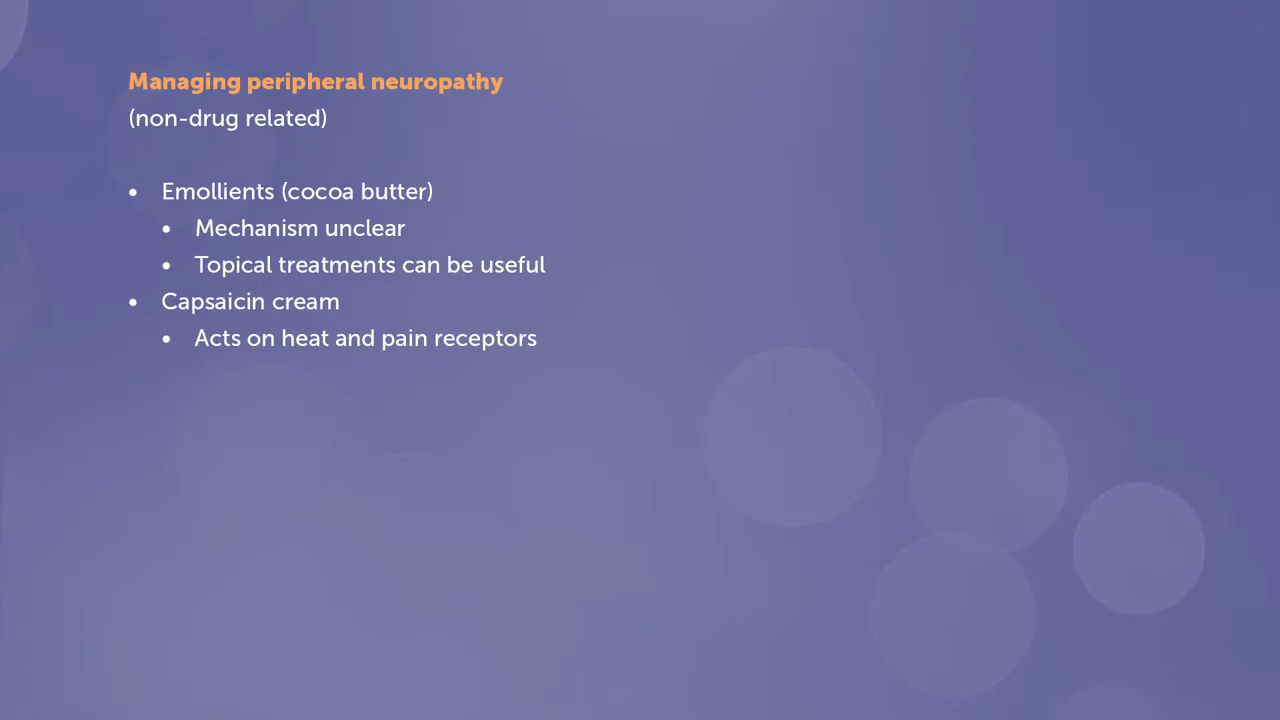 Managing peripheral neuropathy
(non-drug related)
• Emollients (cocoa butter)
• Mechanism unclear
• Topical treatments can be useful
• Capsaicin cream
• Acts on heat and pain receptors